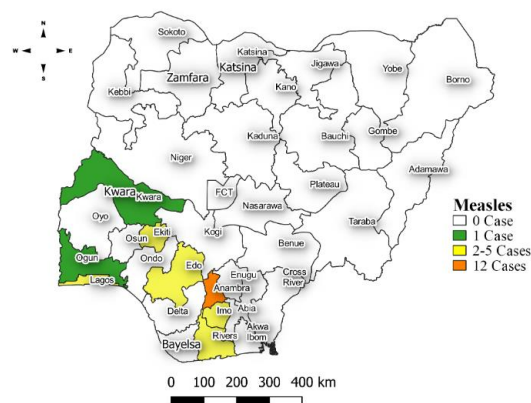 N
W E
S
Sokoto
Katsina
Katsina
Jigawa
Yobe
Borno
Zamfara
Kebbi
Kano
Kaduna
Bauchi
Gombe
Adamawa
Niger
Plateau
FCT
Nasarawa
Taraba
Kwara
Kwara
Oyo
Kogi
Benue
Osun
Ekiti
Ogun
Ondo
Edo
Lagos
Enugu
Cross
River
Anambra
Delta
Imo
Abia
Akwa
Ibom
Bayelsa
Rivers
Measles
0 Case
1 Case
2-5 Cases
12 Cases
0 100 200 300 400 km